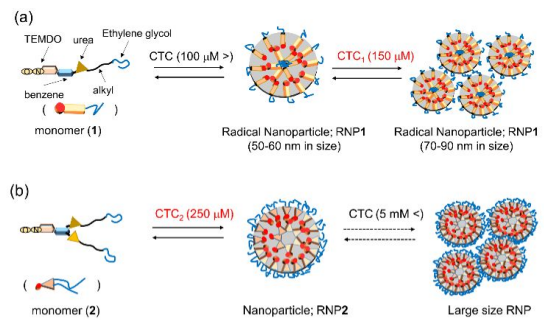 (a)
TEMDO
urea
Ethylene glycol
benzene
alkyl
( )
monomer (1)
CTC (100 μM >)
Radical Nanoparticle; RNP1
(50-60 nm in size)
CTC₁ (150 μM)
Radical Nanoparticle; RNP1
(70-90 nm in size)
(b)
( )
monomer (2)
CTC₂ (250 μM)
Nanoparticle; RNP2
CTC (5 mM <)
Large size RNP